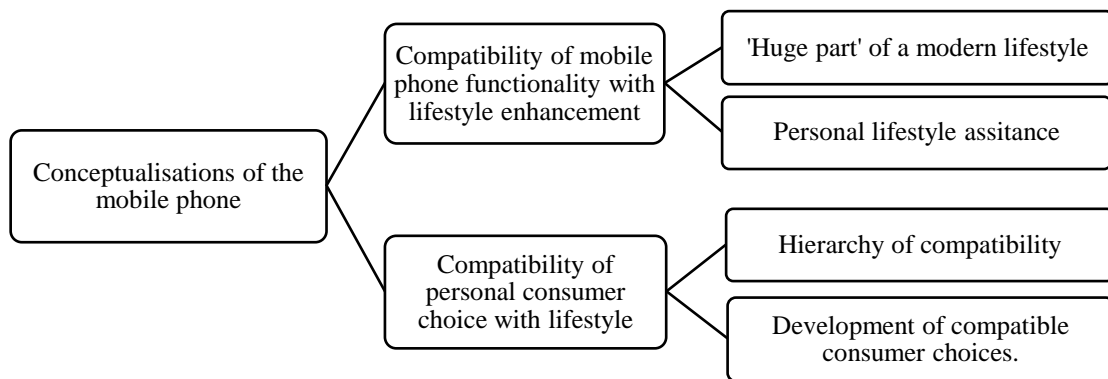 Conceptualisations of the
mobile phone
Compatibility of mobile
phone functionality with
lifestyle enhancement
'Huge part' of a modern lifestyle
Personal lifestyle assitance
Compatibility of
personal consumer
choice with lifestyle
Hierarchy of compatibility
Development of compatible
consumer choices.